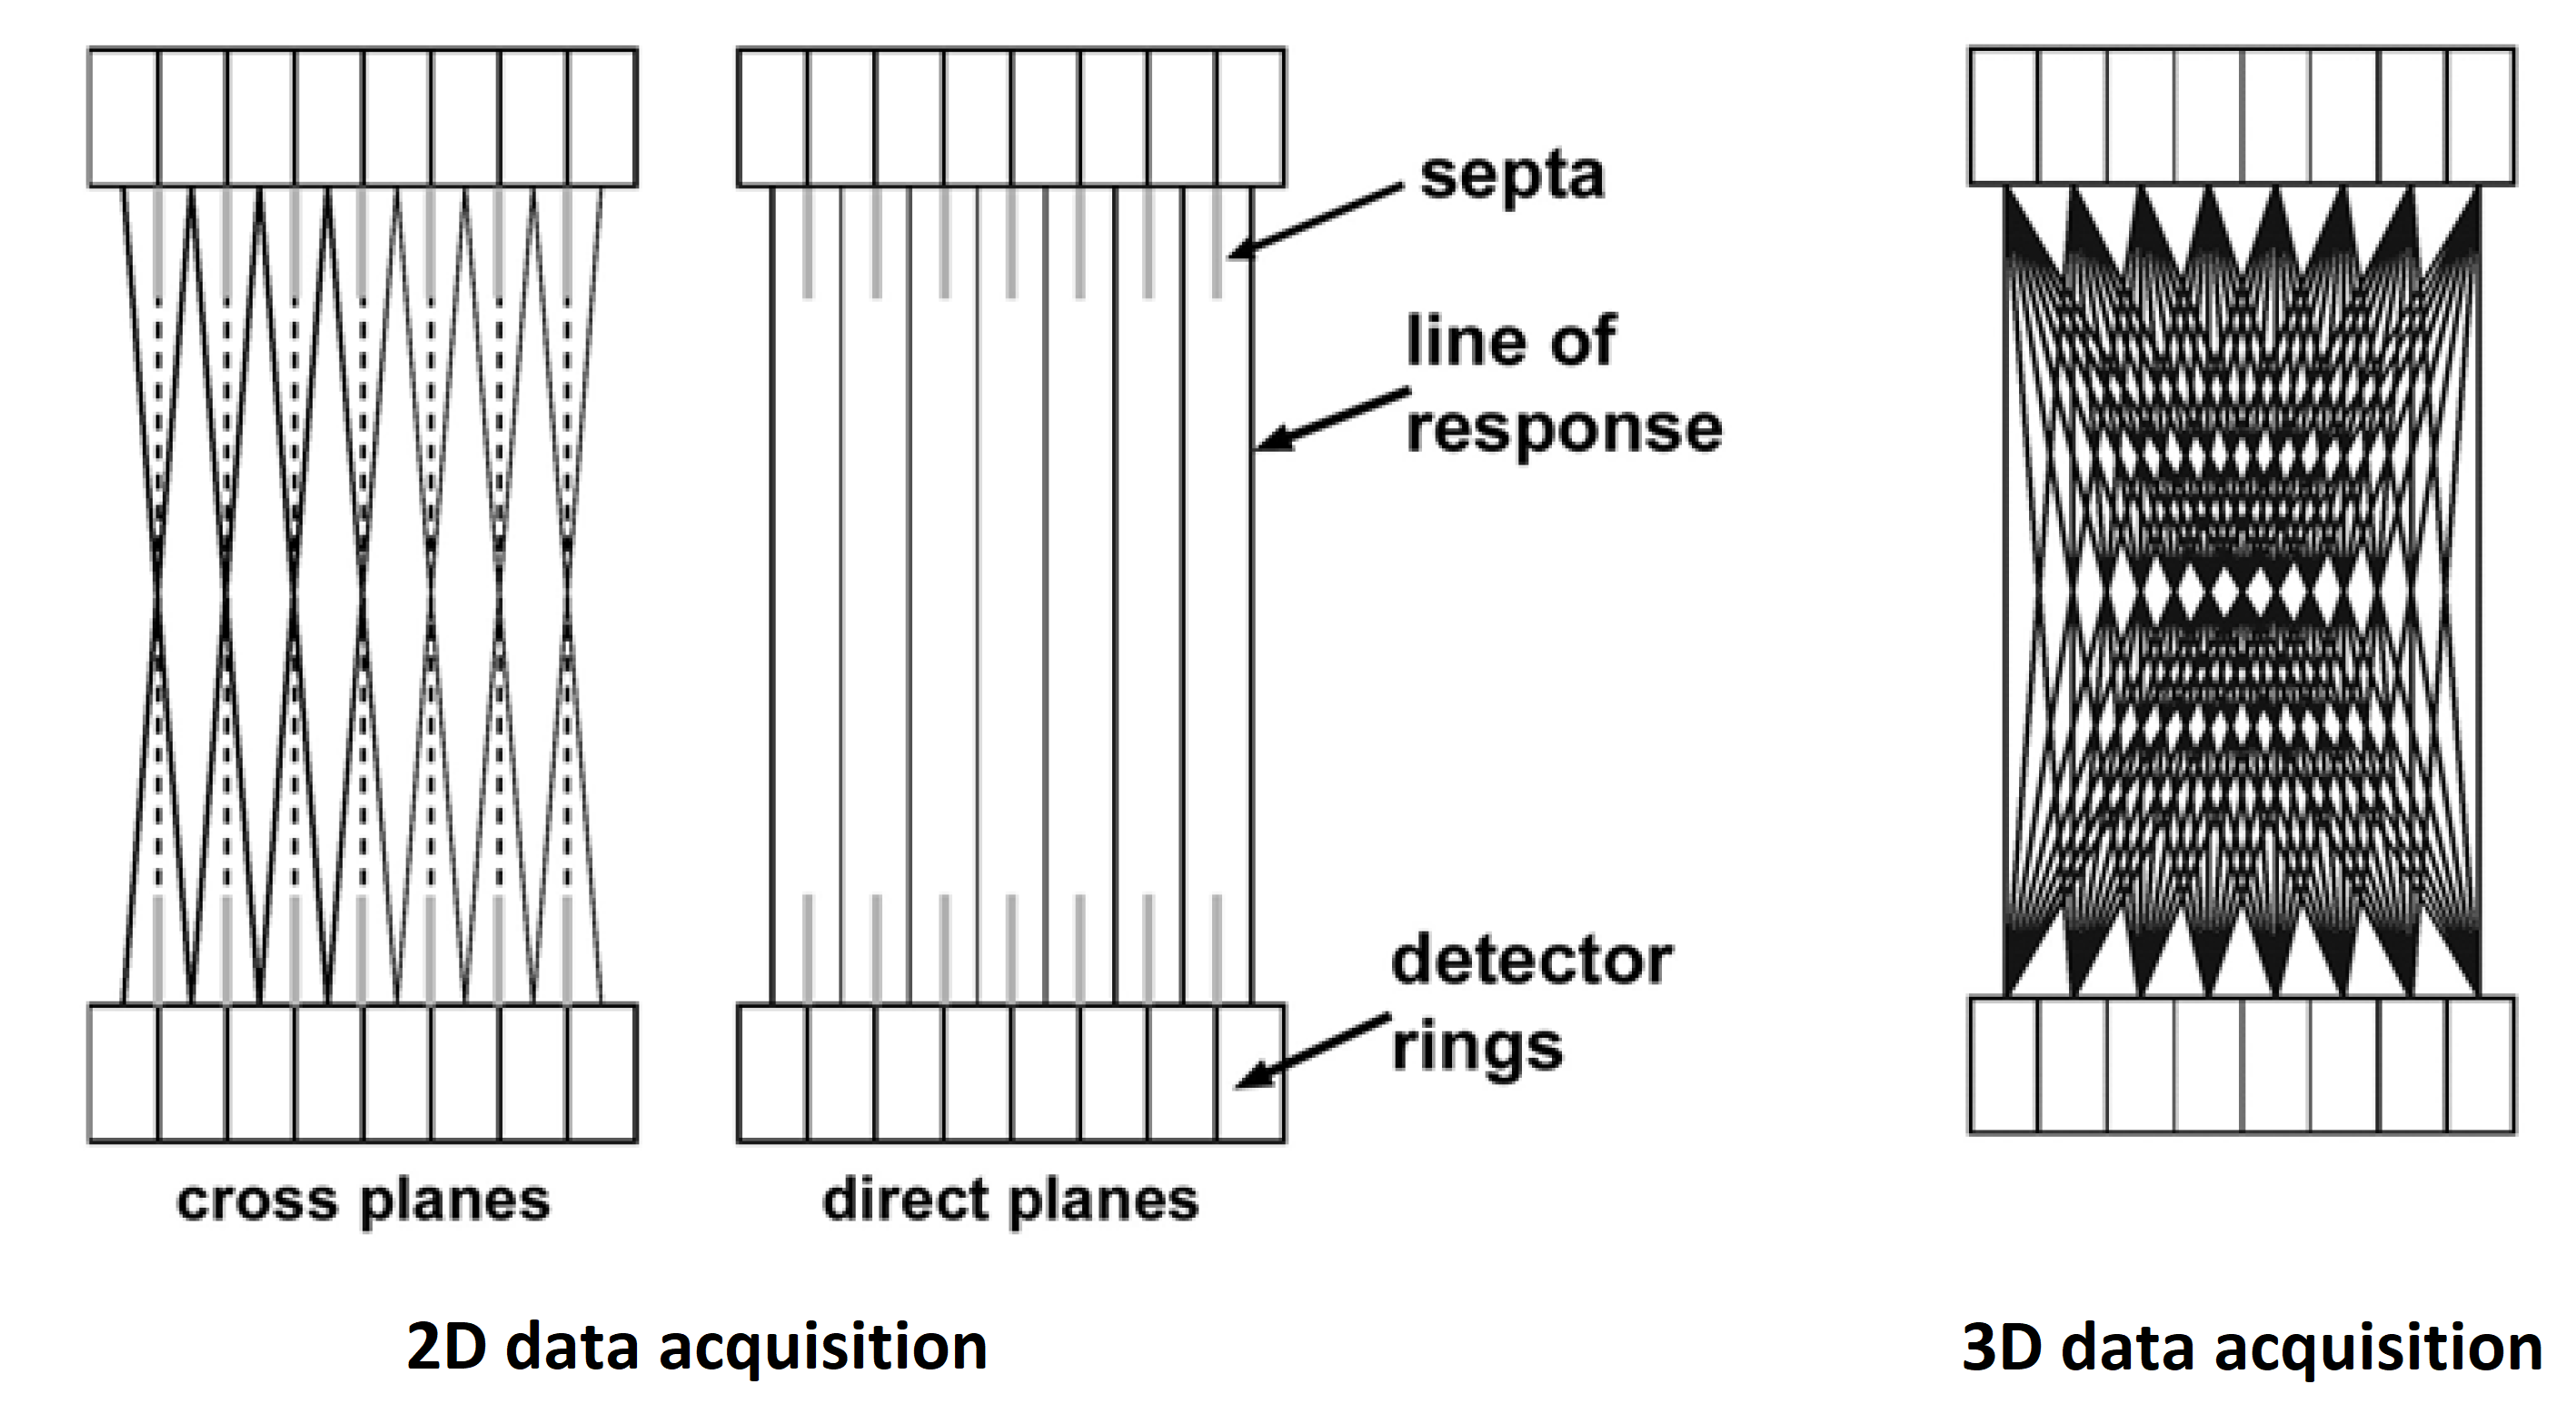 septa
line of
response
detector
rings
cross planes
direct planes
2D data acquisition
3D data acquisition